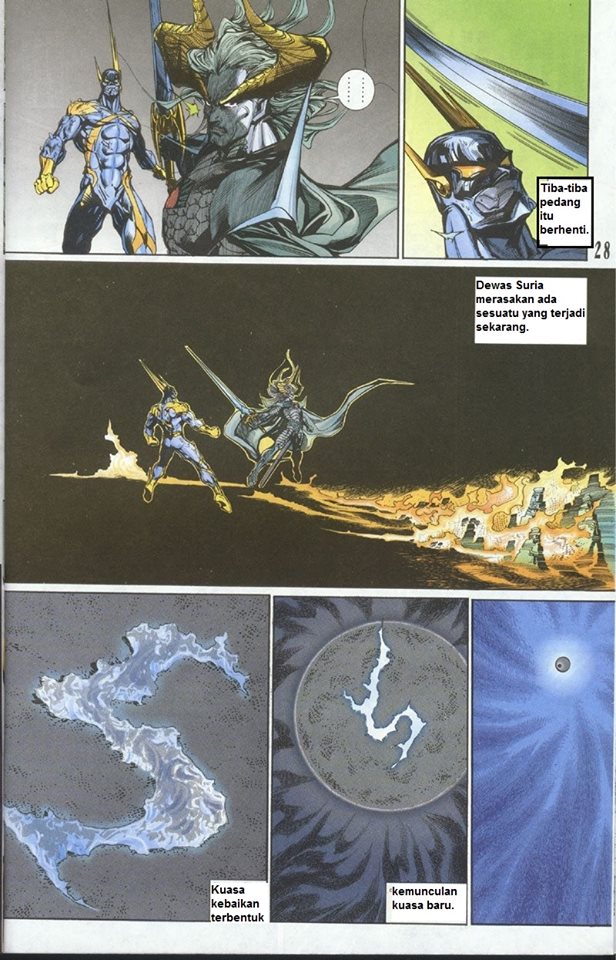 ......
Tiba-tiba
pedang
itu
berhenti.
28
Dewas Suria
merasakan ada
sesuatu yang terjadi
sekarang.
Kuasa
kebaikan
terbentuk
kemunculan
kuasa baru.